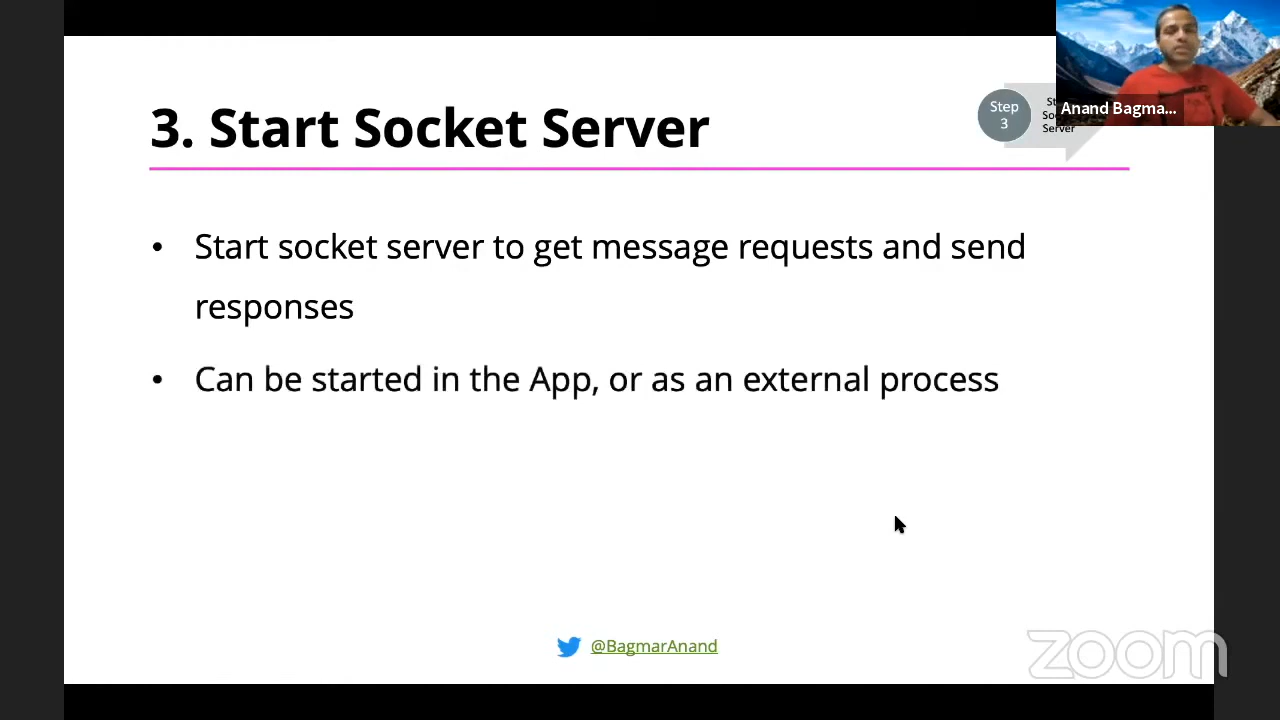 3. Start Socket Server
Step
3
Server
Anand Bagma...
• Start socket server to get message requests and send
responses
• Can be started in the App, or as an external process
@BagmarAnand
zoom